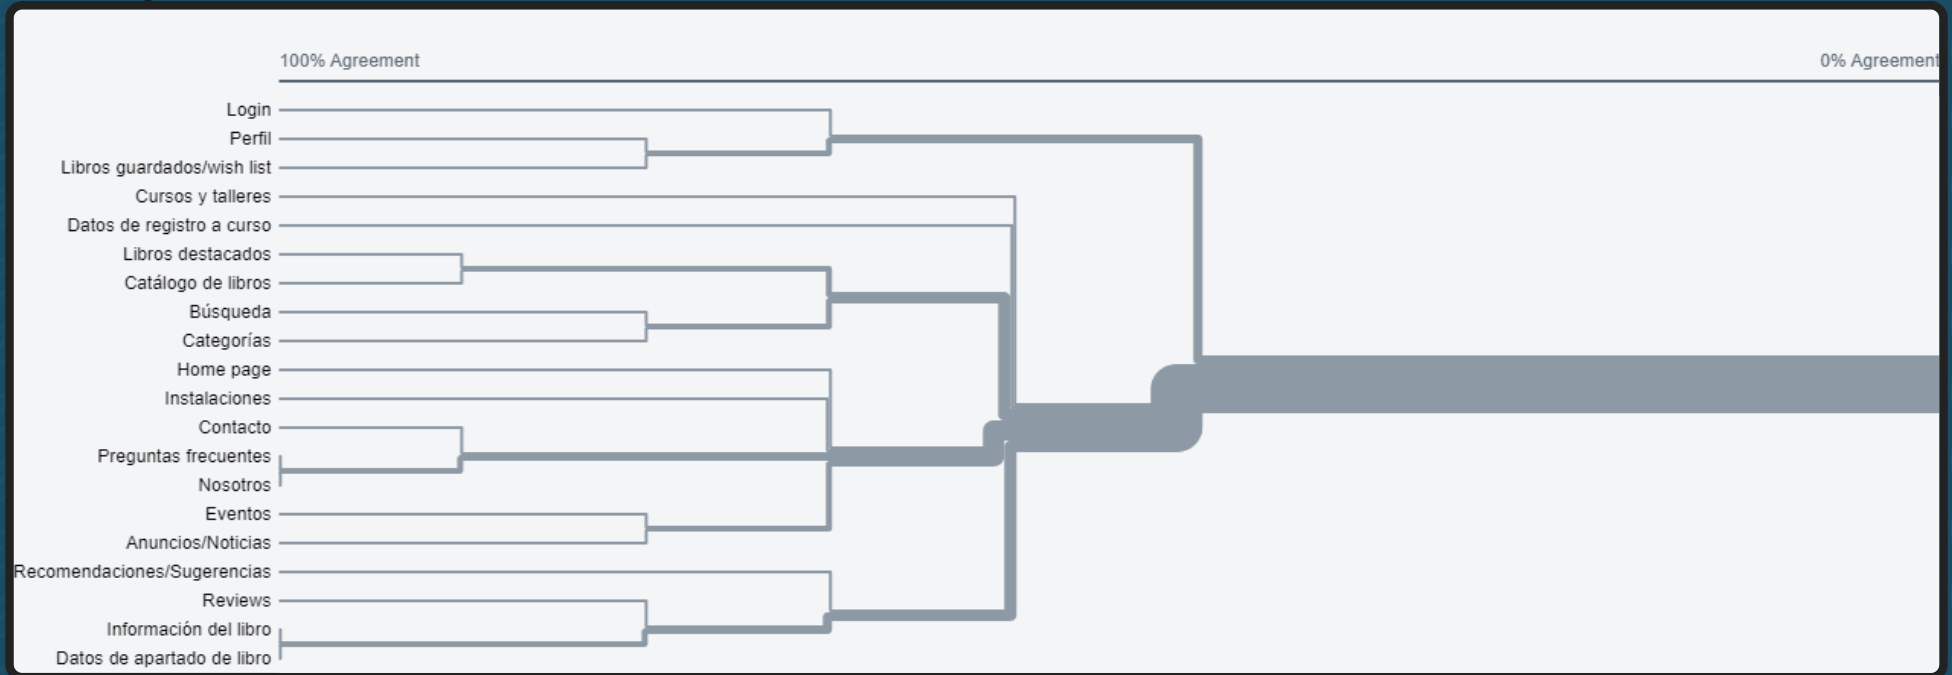 100% Agreement
0% Agreement
Login
Perfil
Libros guardados/wish list
Cursos y talleres
Datos de registro a curso
Libros destacados
Catálogo de libros
Búsqueda
Categorías
Home page
Instalaciones
Contacto
Preguntas frecuentes
Nosotros
Eventos
Anuncios/Noticias
Recomendaciones/Sugerencias
Reviews
Información del libro
Datos de apartado de libro